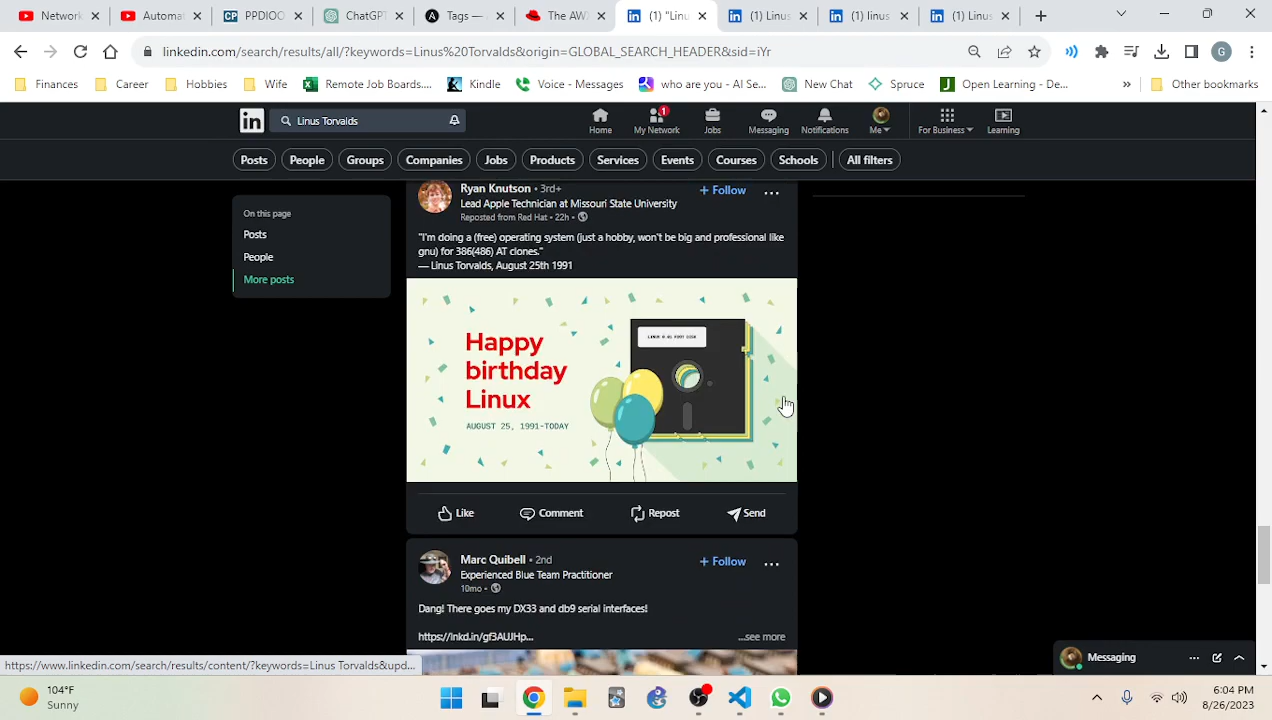 Network
Automat
PPDIOO
ChatGPT
Tags —
The AW
(1) "Linu
(1) Linus
(1) linus
(1) Linus
linkedin.com/search/results/all/?keywords=Linus%20Torvalds&origin=GLOBAL_SEARCH_HEADER&sid=iYr
G
Finances
Career
Hobbies
Wife
Remote Job Boards....
Kindle
Voice - Messages
who are you - AI Se...
New Chat
Spruce
Open Learning - De...
»
Other bookmarks
in
Linus Torvalds
Home
1
My Network
Jobs
Messaging
Notifications
Me
For Business
Learning
Posts
People
Groups
Companies
Jobs
Products
Services
Events
Courses
Schools
All filters
On this page
Posts
People
More posts
Ryan Knutson • 3rd+
+ Follow
Lead Apple Technician at Missouri State University
Reposted from Red Hat • 22h •
"I'm doing a (free) operating system (just a hobby, won't be big and professional like
gnu) for 386(486) AT clones."
— Linus Torvalds, August 25th 1991
Happy
birthday
Linux
AUGUST 25, 1991-TODAY
Like
Comment
Repost
Send
Marc Quibell • 2nd
+ Follow
Experienced Blue Team Practitioner
10mo •
Dang! There goes my DX33 and db9 serial interfaces!
https://lnkd.in/gf3AUJHp...
...see more
Messaging
https://www.linkedin.com/search/results/content/?keywords=Linus Torvalds&upd...
104°F
Sunny
6:04 PM
8/26/2023